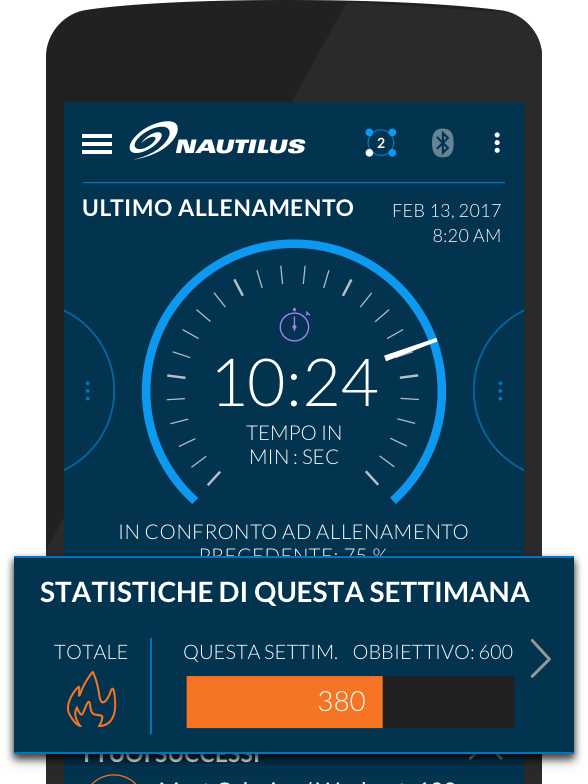 NAUTILUS
2
ULTIMO ALLENAMENTO
FEB 13, 2017
8:20 AM
10:24
TEMPO IN
MIN : SEC
IN CONFRONTO AD ALLENAMENTO
PRECEDENTE: 75 %
STATISTICHE DI QUESTA SETTIMANA
TOTALE
QUESTA SETTIM. OBBIETTIVO: 600
380
I TUOI SUCCESSI